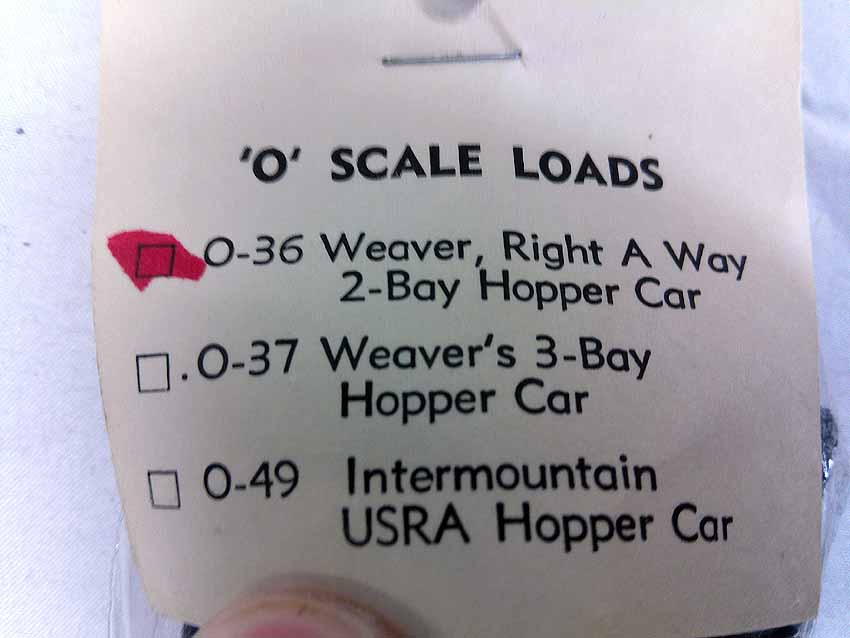 'O' SCALE LOADS
O-36 Weaver, Right A Way
2-Bay Hopper Car
.O-37 Weaver's 3-Bay
Hopper Car
O-49 Intermountain
USRA Hopper Car